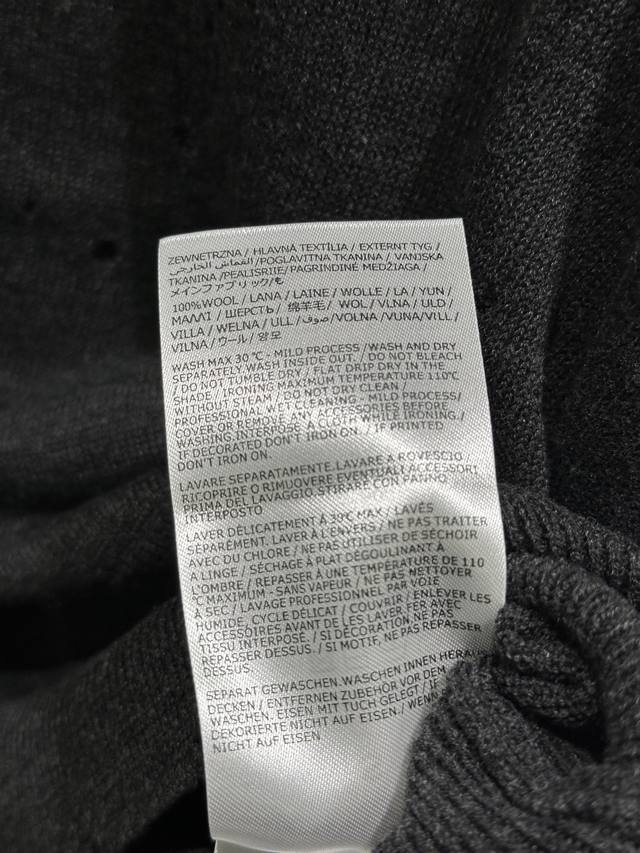 ZEWNETRZNA / HLAVNÁ TEXTÍLIA / EXTERNT TYG /
القماش الخارجي /POGLAVITNA TKANINA / VANJSKA
TKANINA /PEALISRIIE/ PAGRINDINĖ MEDŽIAGA /
メインファブリック/
100%WOOL / LANA / LAINE / WOLLE / LA / YUN /
ΜΑΛΛΙ / ШЕРСТЬ / 绵羊毛 / WOL / VLNA / ULD /
VILLA / WEŁNA / ULL / صوف /VOLNA /VUNA/VILL /
VILNA / ウール / 양모
WASH MAX 30 °C - MILD PROCESS /WASH AND DRY
SEPARATELY.WASH INSIDE OUT. / DO NOT BLEACH
/ DO NOT TUMBLE DRY / FLAT DRIP DRY IN THE
SHADE / IRONING MAXIMUM TEMPERATURE 110°C
WITHOUT STEAM / DO NOT DRY CLEAN /
PROFESSIONAL WET CLEANING - MILD PROCESS/
COVER OR REMOVE ANY ACCESSORIES BEFORE
WASHING.INTERPOSE A CLOTH WHILE IRONING./
IF DECORATED DON'T IRON ON. / IF PRINTED
DON'T IRON ON.
LAVARE SEPARATAMENTE.LAVARE A ROVESCIO
RICOPRIRE O RIMUOVERE EVENTUALI ACCESSORI
PRIMA DEL LAVAGGIO.STIRARE CON PANNO
INTERPOSTO
LAVER DÉLICATEMENT À 30°C MAX / LAVÉS
SÉPARÉMENT. LAVER À L'ENVERS / NE PAS TRAITER
AVEC DU CHLORE / NE PAS UTILISER DE SÉCHOIR
A LINGE / SÉCHAGE À PLAT DÉGOULINANT À
L'OMBRE / REPASSER À UNE TEMPÉRATURE DE 110
°C MAXIMUM - SANS VAPEUR / NE PAS NETTOYER
À SEC / LAVAGE PROFESSIONNEL PAR VOIE
HUMIDE, CYCLE DÉLICAT / COUVRIR / ENLEVER LES
ACCESSOIRES AVANT DE LES LAVER FER AVEC
TISSU INTERPOSÉ. / SI DÉCORATION,NE PAS
REPASSER DESSUS. / SI MOTIF, NE PAS REPASSER
DESSUS.
SEPARAT GEWASCHEN.WASCHEN INNEN HERAUS
DECKEN / ENTFERNEN ZUBEHÖR VOR DEM
WASCHEN. EISEN MIT TUCH GELEGT /
DEKORIERTE NICHT AUF EISEN./ WENN
NICHT AUF EISEN